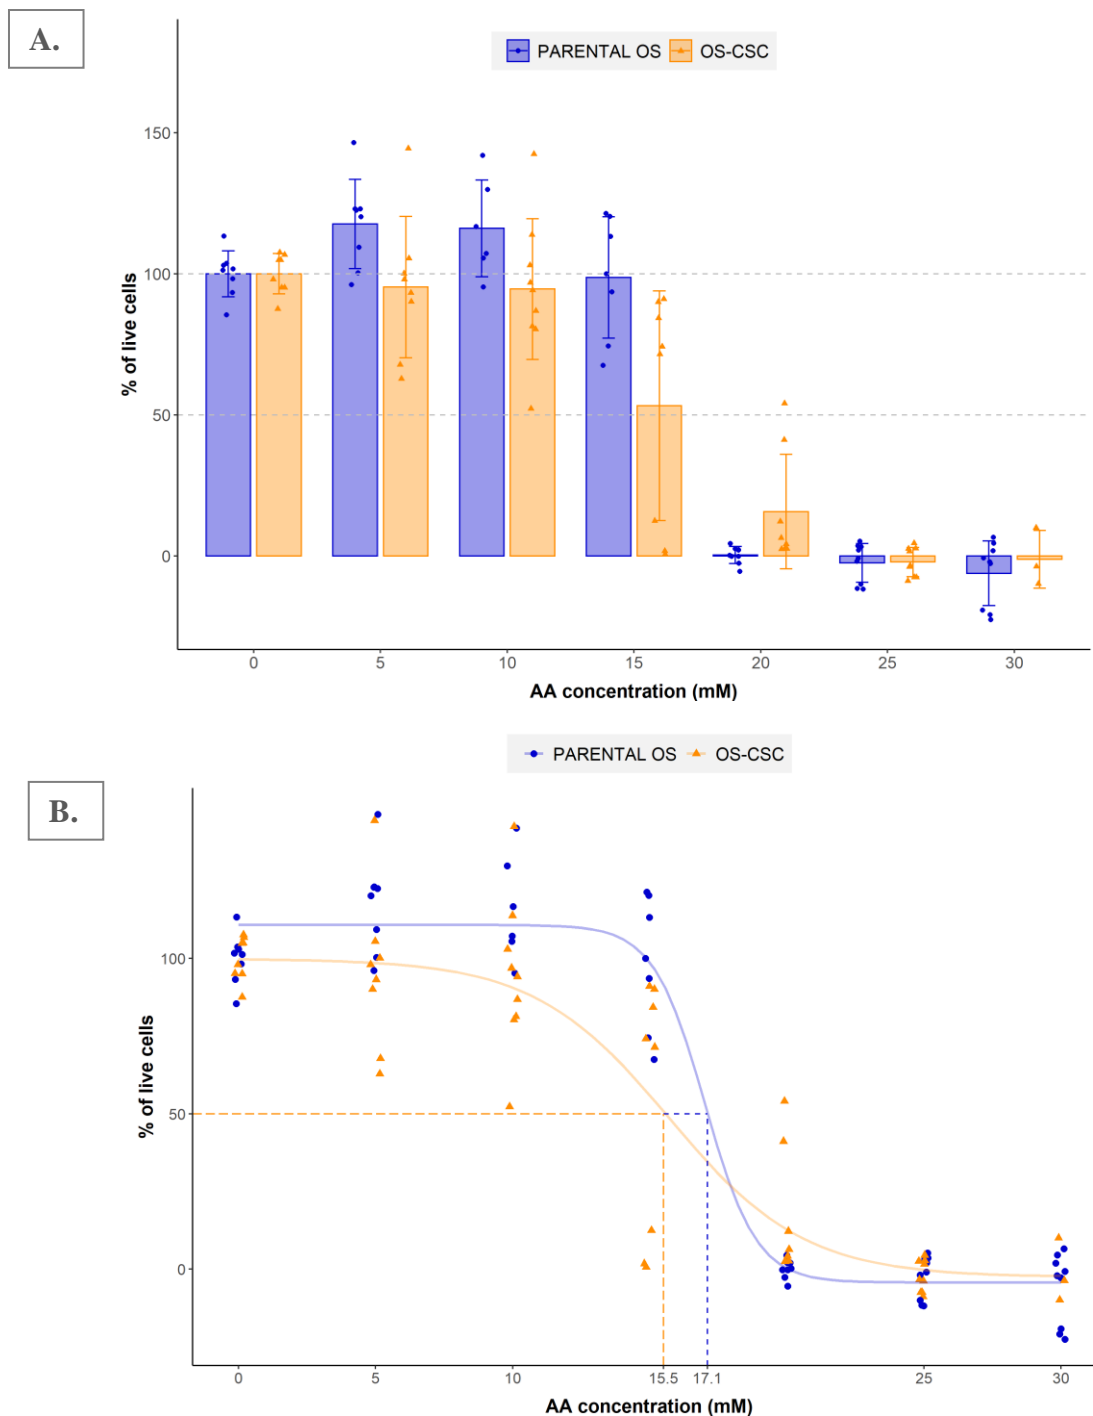 A.
PARENTAL OS OS-CSC
150
100
50
0
% of live cells
0 5 10 15 20 25 30
AA concentration (mM)
B.
PARENTAL OS OS-CSC
100
50
0
% of live cells
0 5 10 15.5 17.1 25 30
AA concentration (mM)